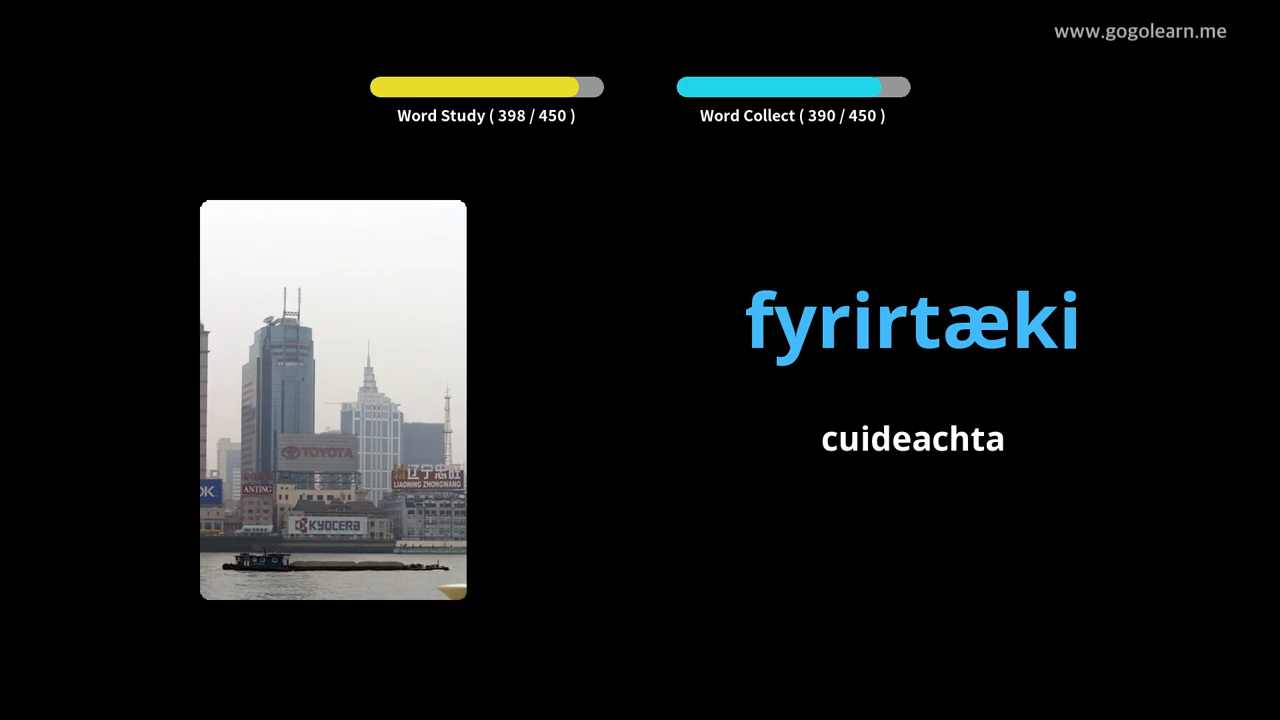 www.gogolearn.me
Word Study ( 398 / 450 )
Word Collect ( 390 / 450 )
fyrirtæki
cuideachta
TOYOTA
辽宁忠旺
LIAONING ZHONGWANG
OK
ANTING
KYOCERA